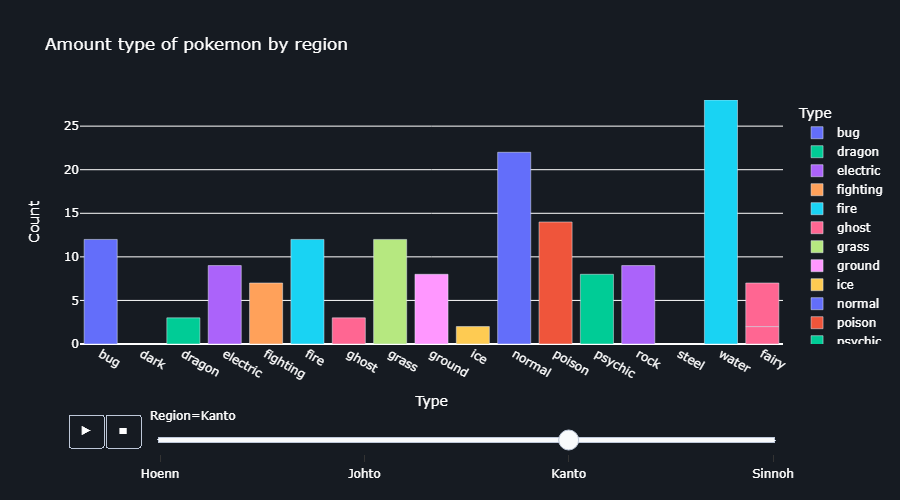 Amount type of pokemon by region
Count
25
20
15
10
5
0
bug
dark
dragon
electric
fighting
fire
ghost
grass
ground
ice
normal
poison
psychic
rock
steel
water
fairy
Type
Type
bug
dragon
electric
fighting
fire
ghost
grass
ground
ice
normal
poison
psychic
Region=Kanto
Hoenn
Johto
Kanto
Sinnoh